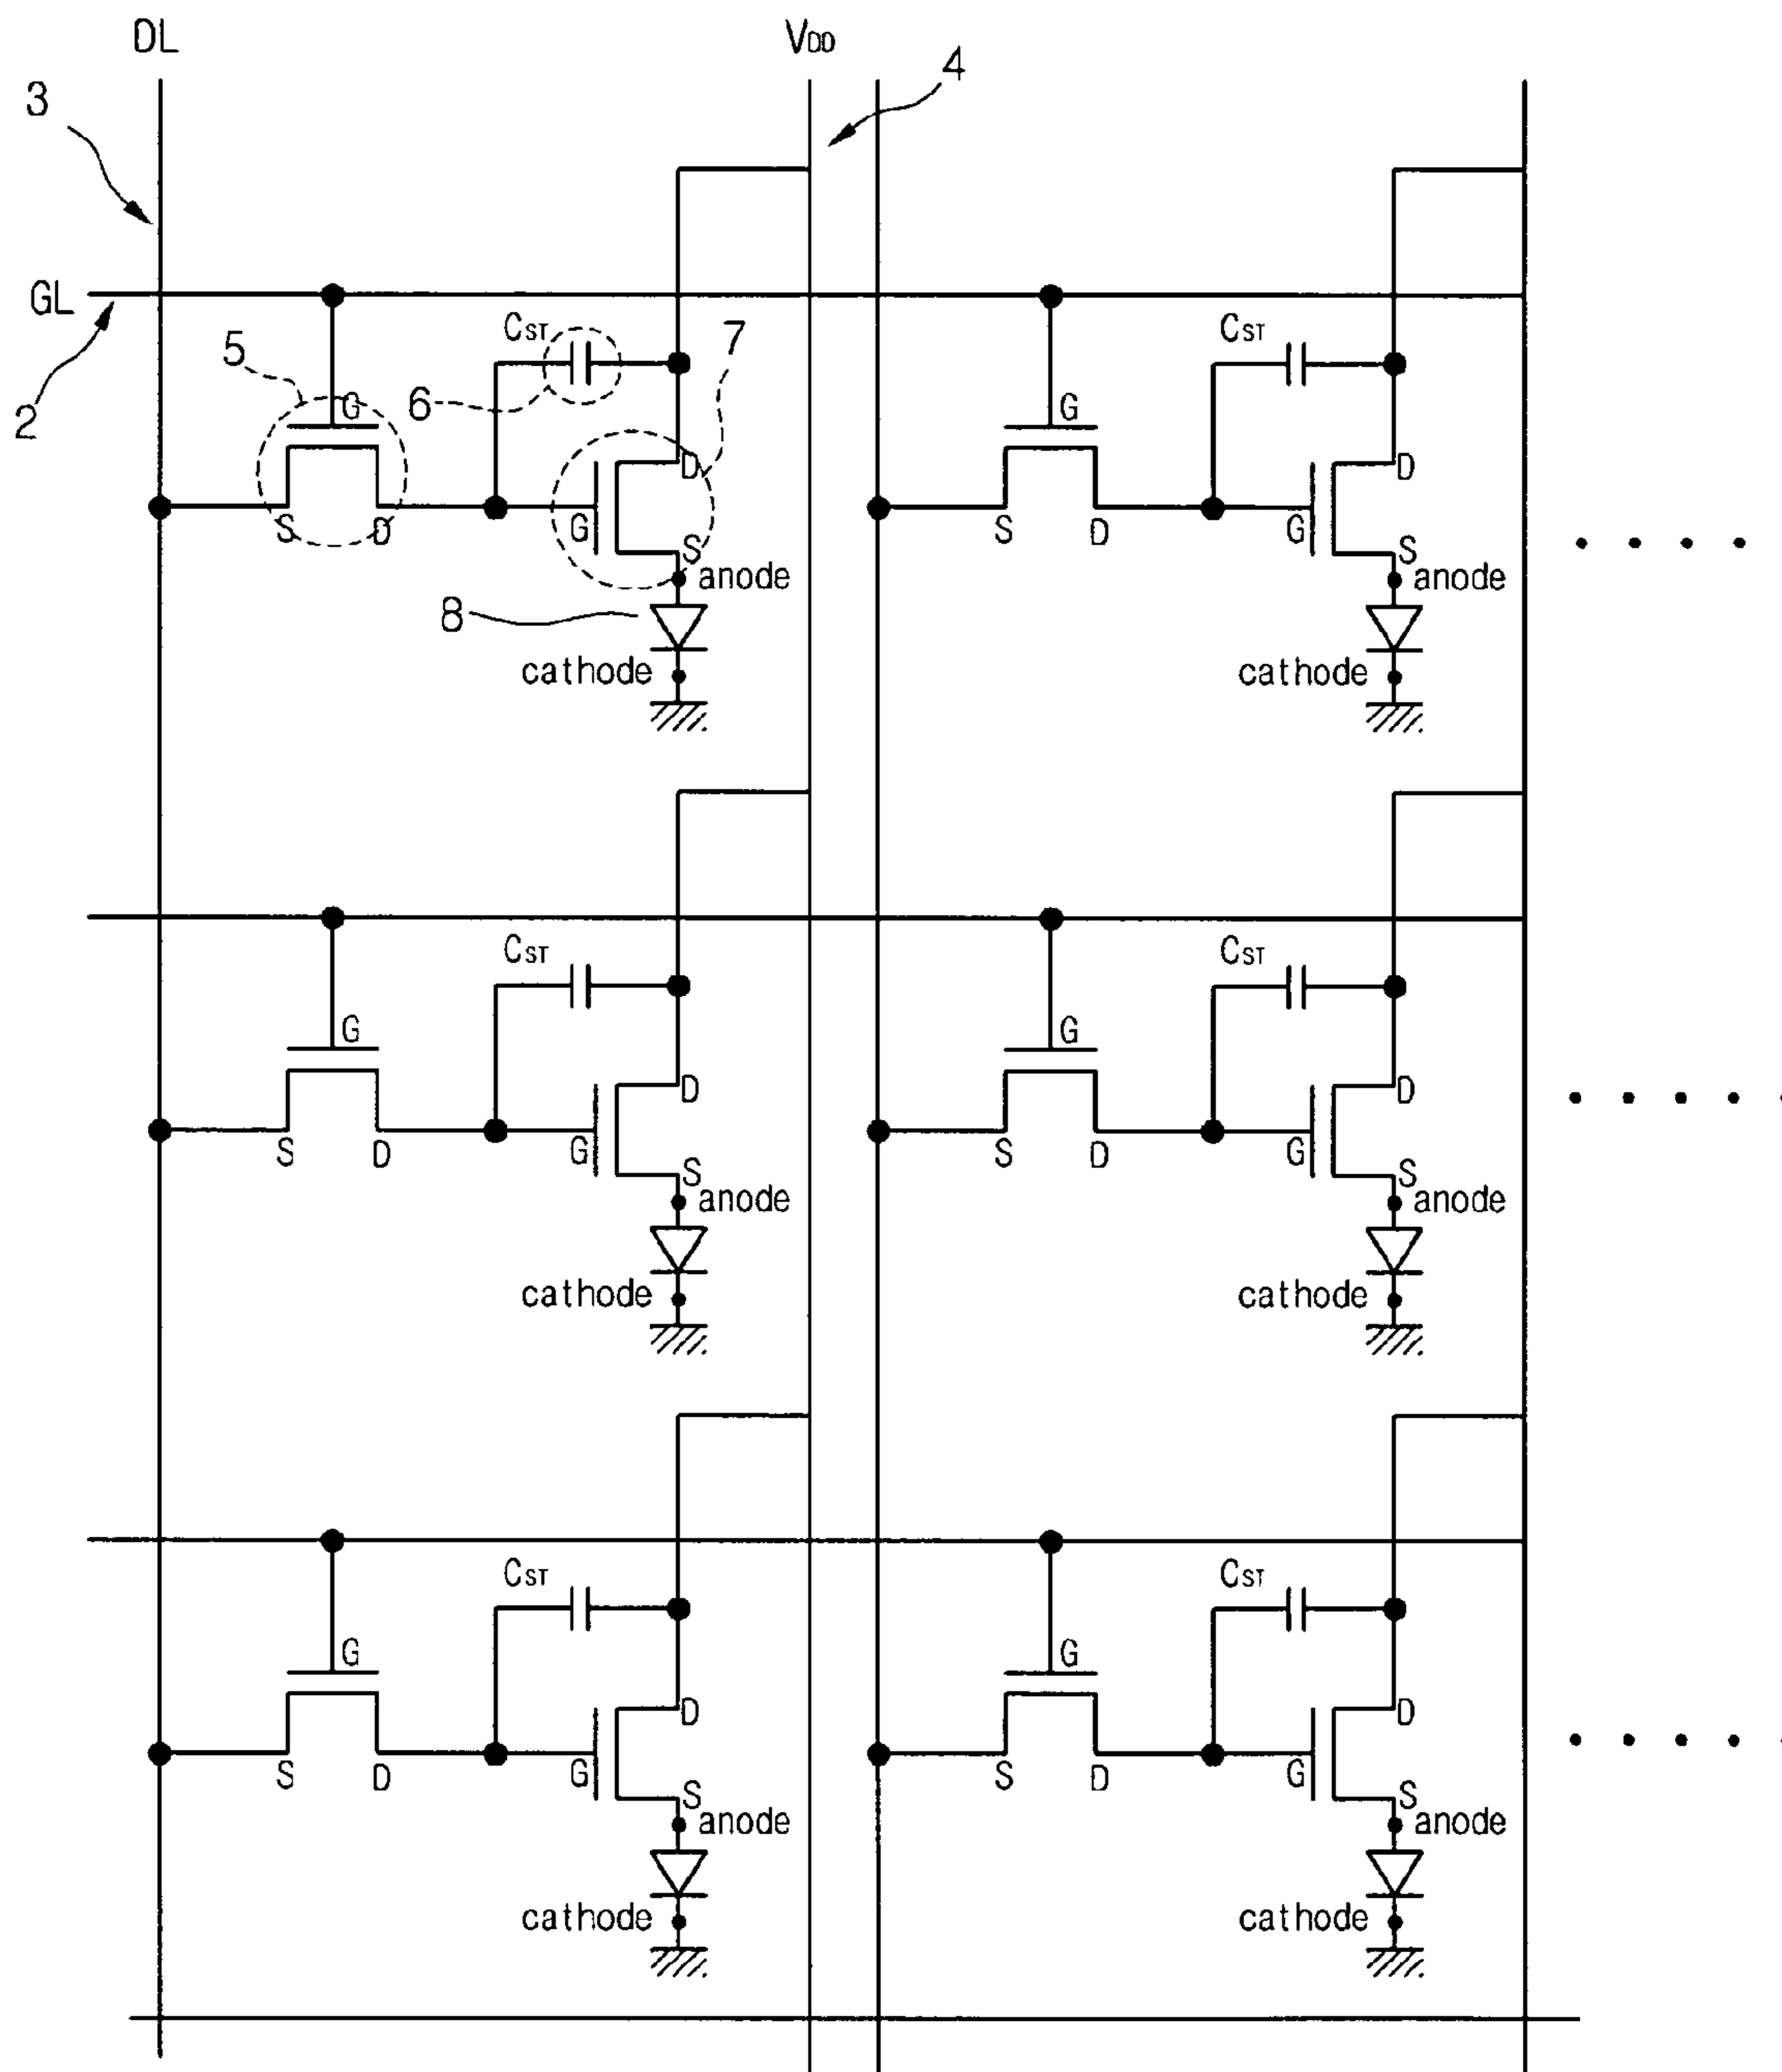 DL VDD
3 4
GL
2
5 CST CST
6 7
G G
D D
S D G S S D G S
anode anode
8
cathode cathode
CST CST
G G
D D
S D G S S D G S
anode anode
cathode cathode
CST CST
G G
D D
S D G S S D G S
anode anode
cathode cathode